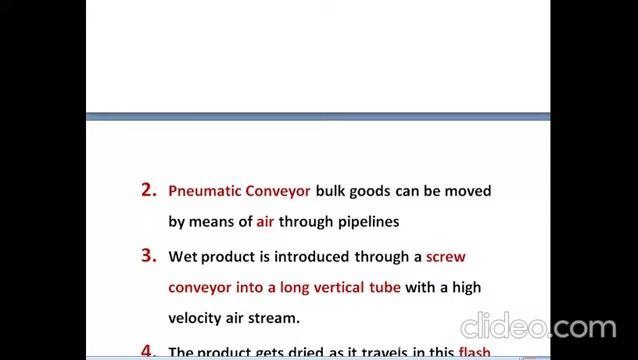 2. Pneumatic Conveyor bulk goods can be moved
by means of air through pipelines
3. Wet product is introduced through a screw
conveyor into a long vertical tube with a high
velocity air stream.
4. The product gets dried as it travels in this flash
clideo.com